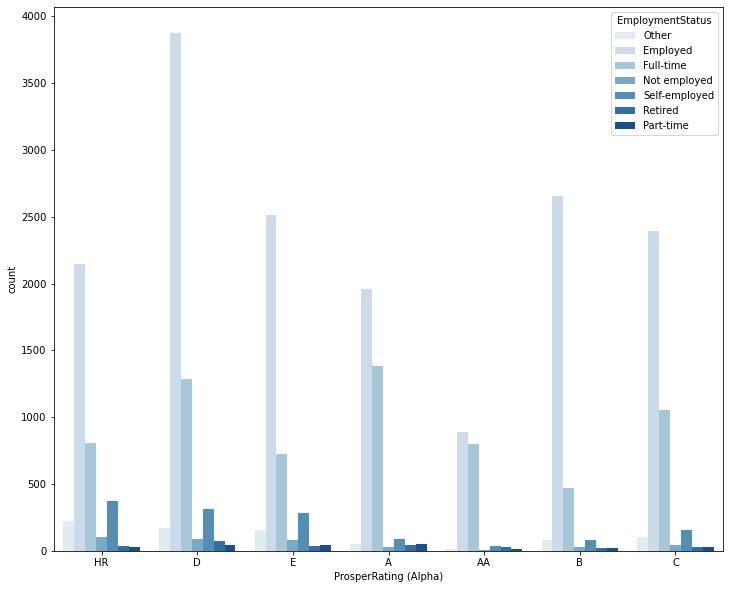 4000
3500
3000
2500
2000
1500
1000
500
0
count
HR D E A AA B C
ProsperRating (Alpha)
EmploymentStatus
Other
Employed
Full-time
Not employed
Self-employed
Retired
Part-time